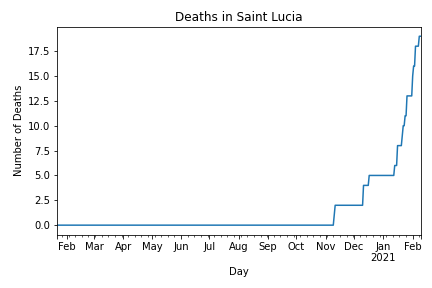 Deaths in Saint Lucia
Number of Deaths
17.5
15.0
12.5
10.0
7.5
5.0
2.5
0.0
Feb Mar Apr May Jun Jul Aug Sep Oct Nov Dec Jan Feb
2021
Day